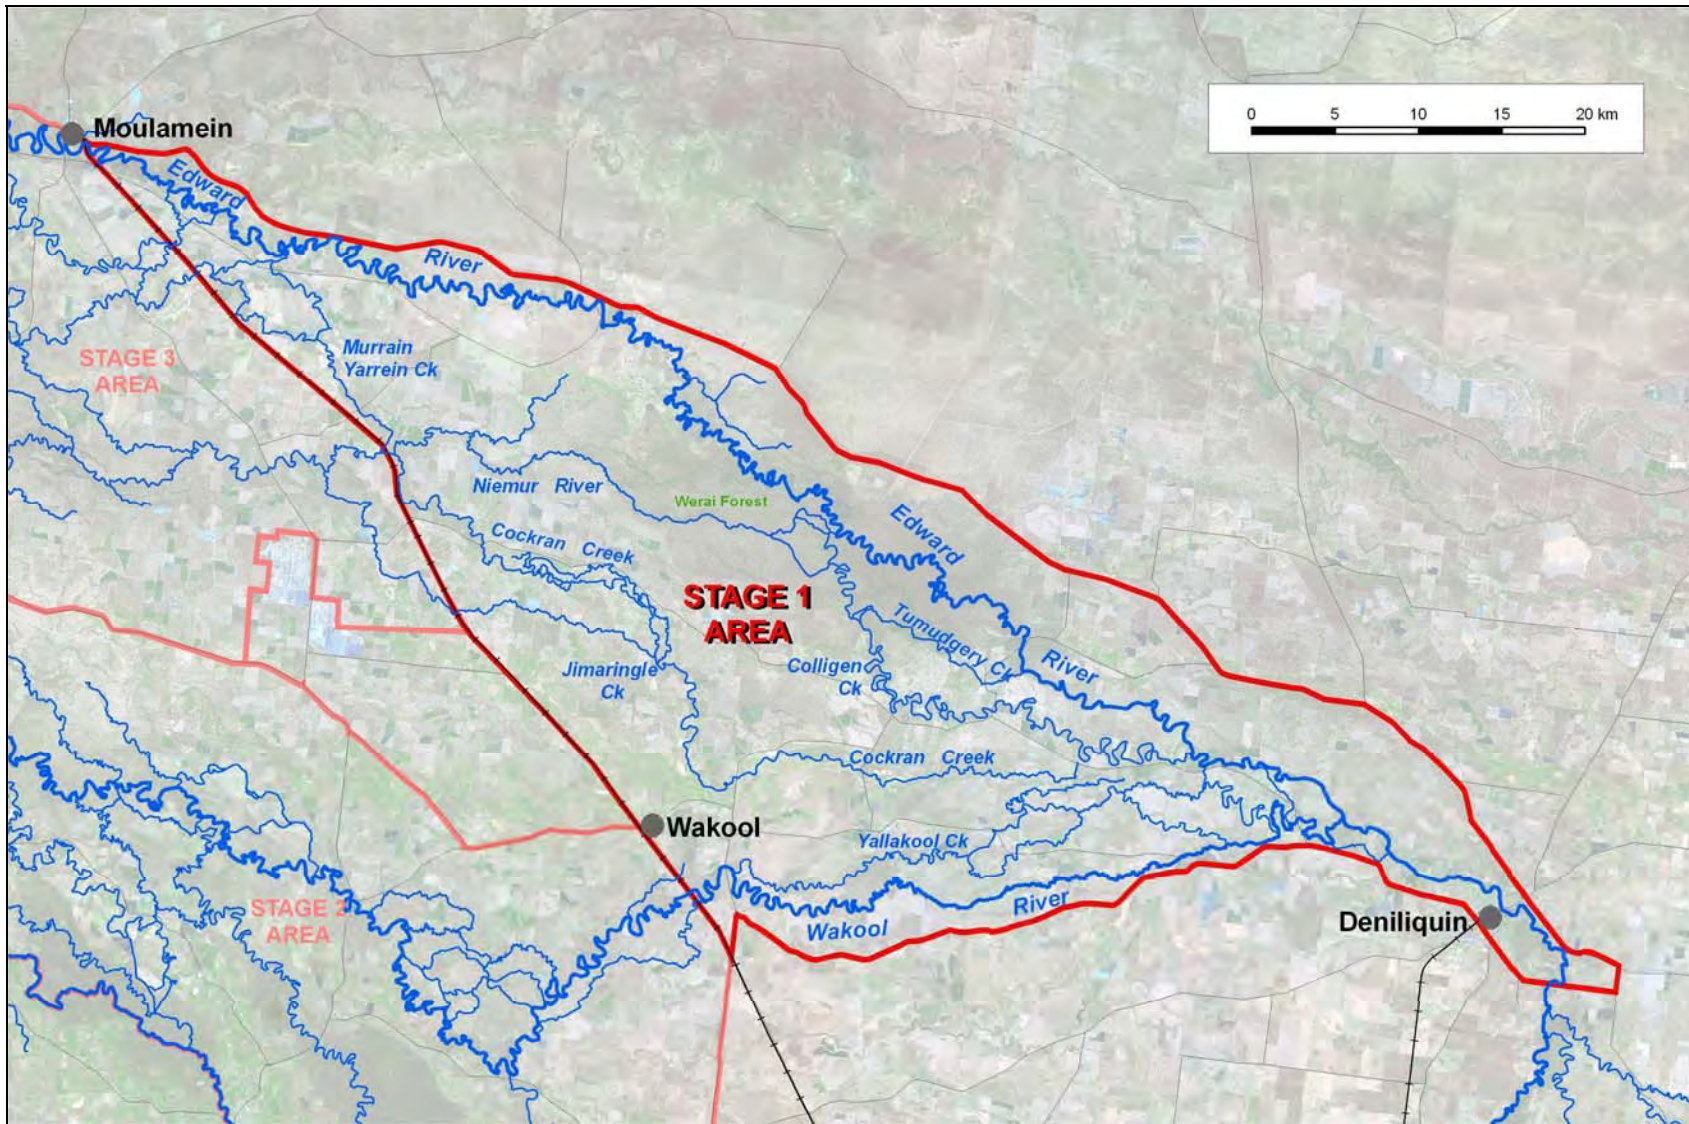 0 5 10 15 20 km
Moulamein
Edward
River
Murrain
Yarrein Ck
STAGE 3
AREA
Niemur River
Werai Forest
Edward
Cockran Creek
STAGE 1
AREA
Tumudgery Ck
River
Jimaringle
Ck
Colligen
Ck
Cockran Creek
Wakool
Yallakool Ck
STAGE 2
AREA
Wakool
River
Deniliquin